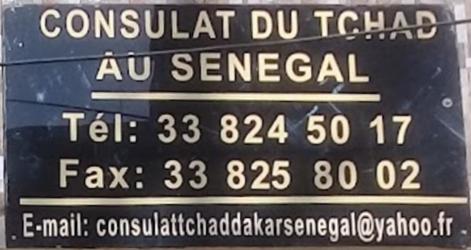 CONSULAT DU TCHAD
AU SENEGAL
Tél: 33 824 50 17
Fax: 33 825 80 02
E-mail: consulattchaddakarsenegal@yahoo.fr